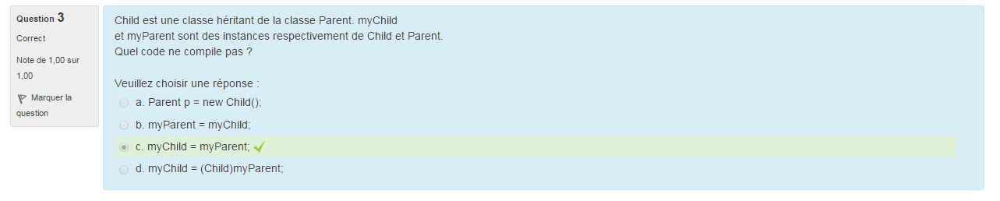 Question 3
Correct
Note de 1,00 sur
1,00
Marquer la
question
Child est une classe héritant de la classe Parent. myChild
et myParent sont des instances respectivement de Child et Parent.
Quel code ne compile pas ?
Veuillez choisir une réponse :
a. Parent p = new Child();
b. myParent = myChild;
c. myChild = myParent;
d. myChild = (Child)myParent;